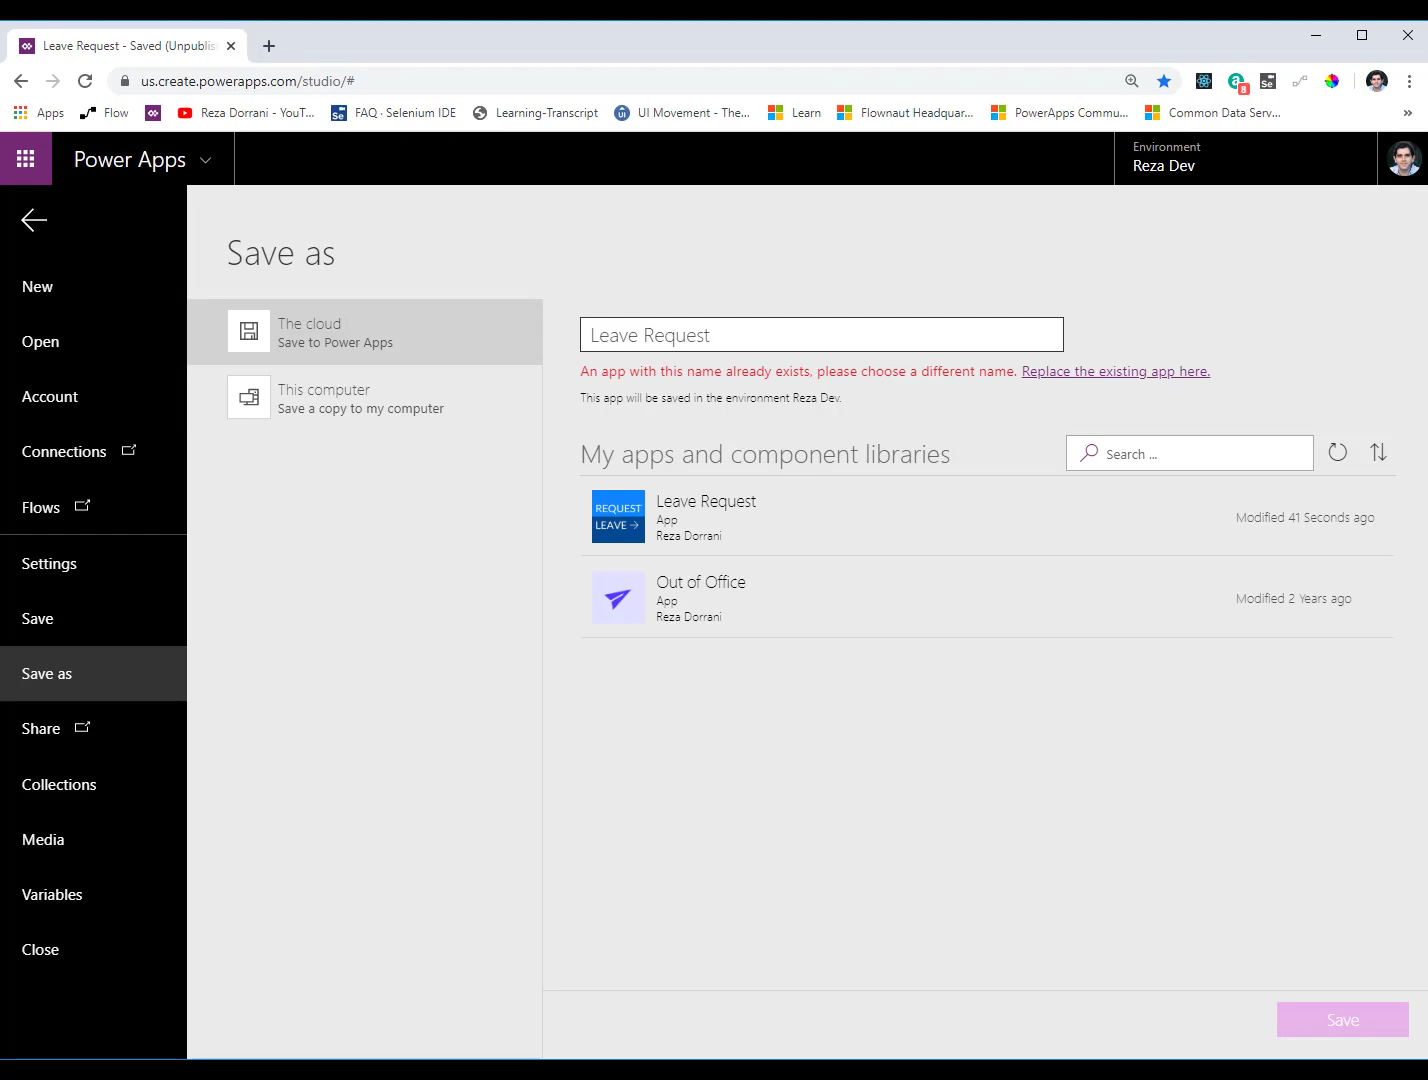 Leave Request - Saved (Unpublis
us.create.powerapps.com/studio/#
8
Se
Apps
Flow
Reza Dorrani - YouT...
Se
FAQ · Selenium IDE
Learning-Transcript
UI Movement - The...
Learn
Flownaut Headquar...
PowerApps Commu...
Common Data Serv...
»
Power Apps
Environment
Reza Dev
New
Open
Account
Connections
Flows
Settings
Save
Save as
Share
Collections
Media
Variables
Close
Save as
The cloud
Save to Power Apps
This computer
Save a copy to my computer
Leave Request
An app with this name already exists, please choose a different name. Replace the existing app here.
This app will be saved in the environment Reza Dev.
My apps and component libraries
Search ...
REQUEST
LEAVE →
Leave Request
App
Reza Dorrani
Modified 41 Seconds ago
Out of Office
App
Reza Dorrani
Modified 2 Years ago
Save